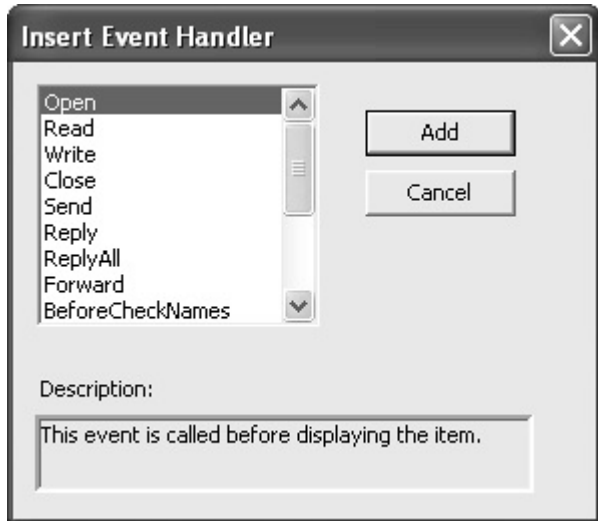 Insert Event Handler
Open
Read
Write
Close
Send
Reply
ReplyAll
Forward
BeforeCheckNames
Add
Cancel
Description:
This event is called before displaying the item.